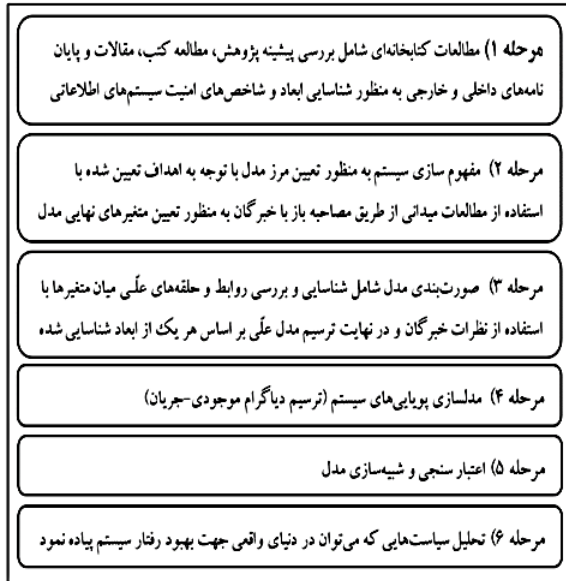 مرحله ۱) مطالعات کتابخانه‌ای شامل بررسی پیشینه پژوهش، مطالعه کتب، مقالات و پایان
نامه‌های داخلی و خارجی به منظور شناسایی ابعاد و شاخص‌های امنیت سیستم‌های اطلاعاتی
مرحله ۲) مفهوم سازی سیستم به منظور تعیین مرز مدل با توجه به اهداف تعیین شده با
استفاده از مطالعات میدانی از طریق مصاحبه باز با خبرگان به منظور تعیین متغیرهای نهایی مدل
مرحله ۳) صورت‌بندی مدل شامل شناسایی و بررسی روابط و حلقه‌های علّی میان متغیرها با
استفاده از نظرات خبرگان و در نهایت ترسیم مدل علّی بر اساس هر یک از ابعاد شناسایی شده
مرحله ۴) مدلسازی پویایی‌های سیستم (ترسیم دیاگرام موجودی-جریان)
مرحله ۵) اعتبار سنجی و شبیه‌سازی مدل
مرحله ۶) تحلیل سیاست‌هایی که می‌توان در دنیای واقعی جهت بهبود رفتار سیستم پیاده نمود